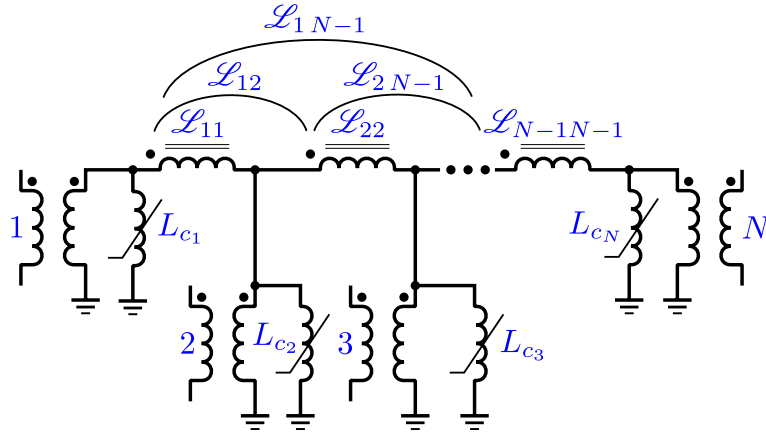 ℒ₁ ₙ₋₁
ℒ₁₂
ℒ₂ ₙ₋₁
ℒ₁₁
ℒ₂₂
ℒₙ₋₁ₙ₋₁
1
L_{c_1}
L_{c_N}
N
2
L_{c_2}
3
L_{c_3}